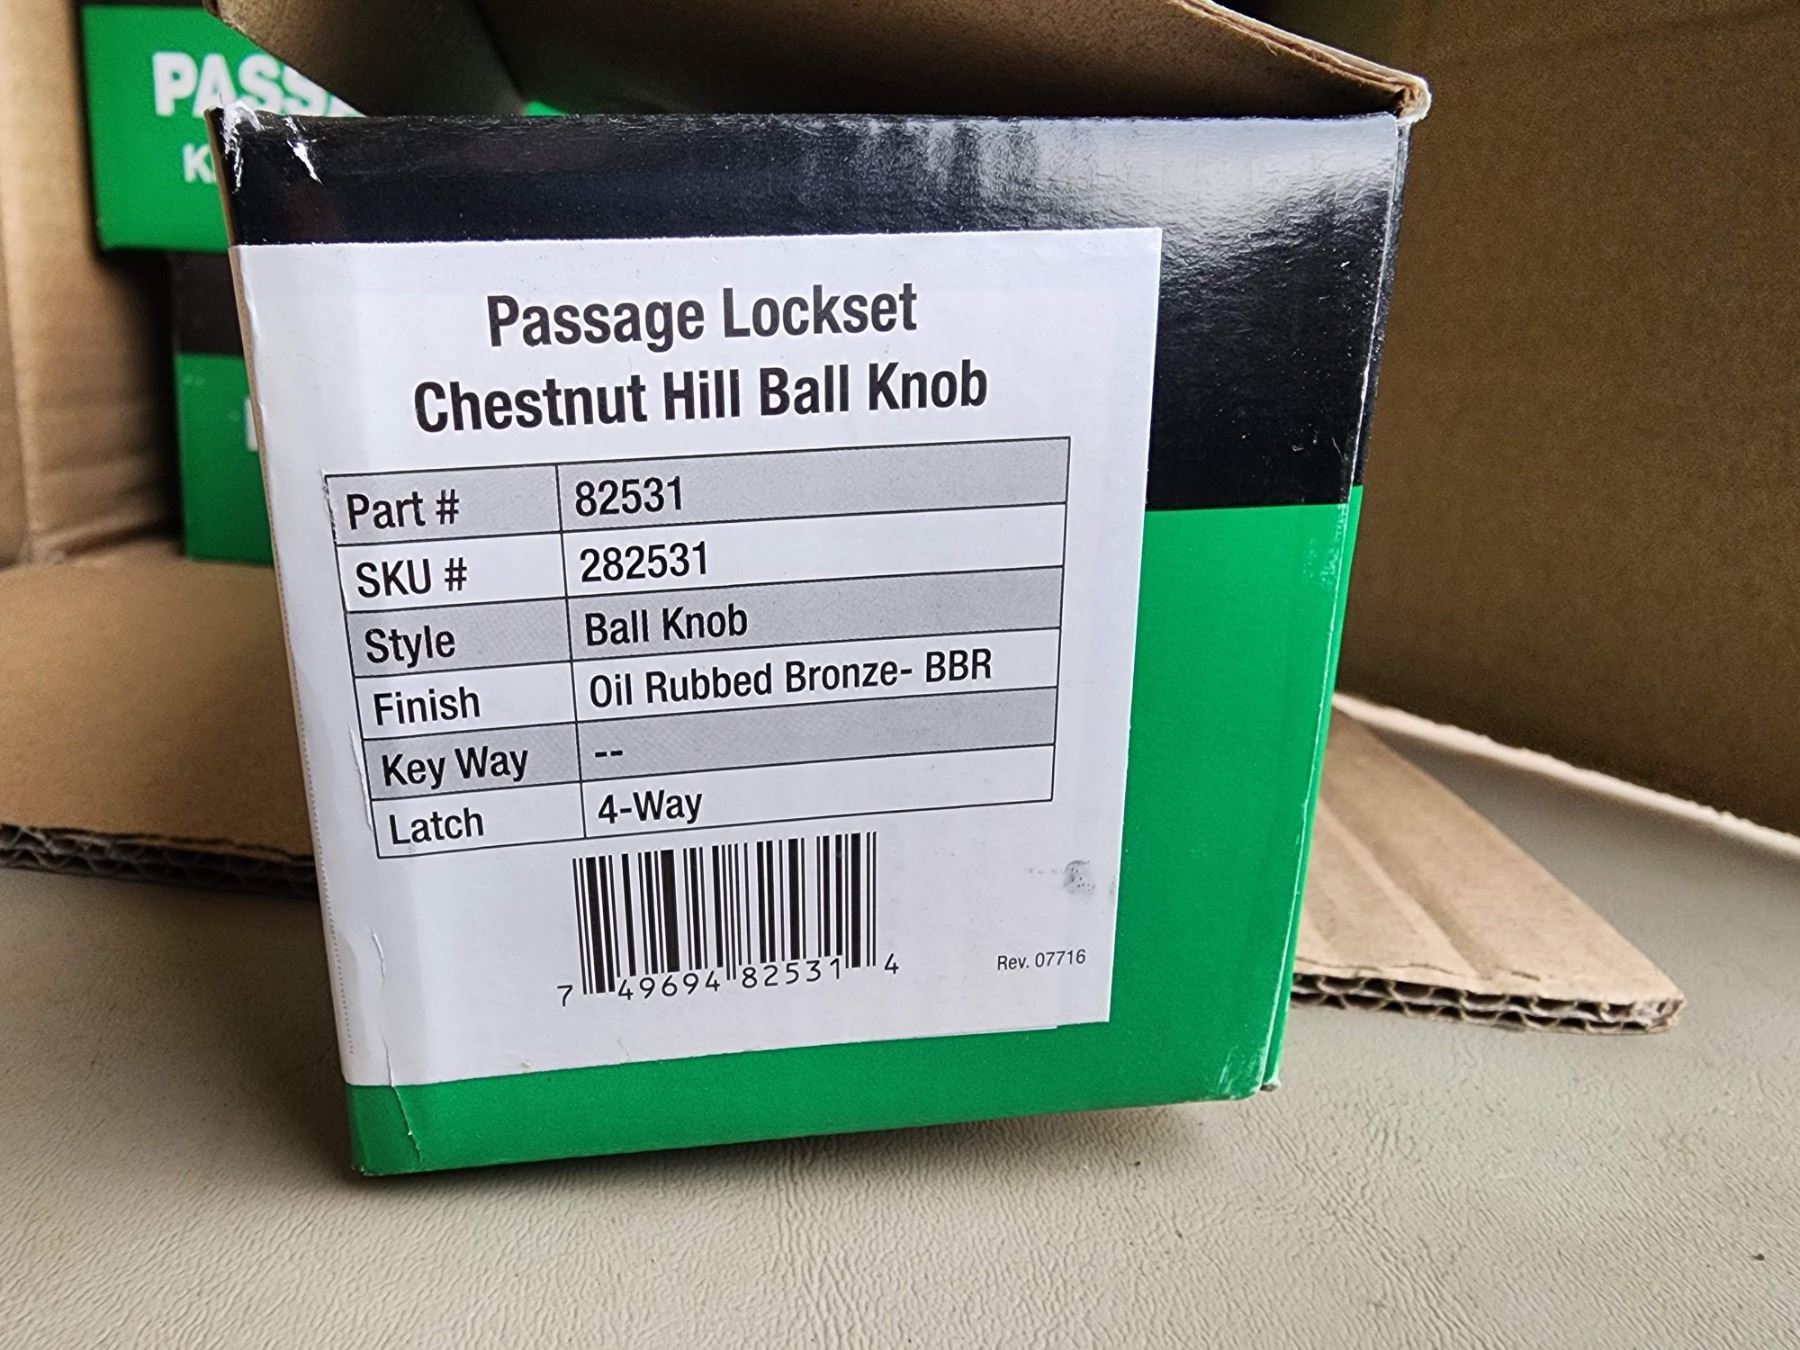 Passage Lockset
Chestnut Hill Ball Knob
Part # 82531
SKU # 282531
Style Ball Knob
Finish Oil Rubbed Bronze- BBR
Key Way --
Latch 4-Way
7 49694 82531 4
Rev. 07716